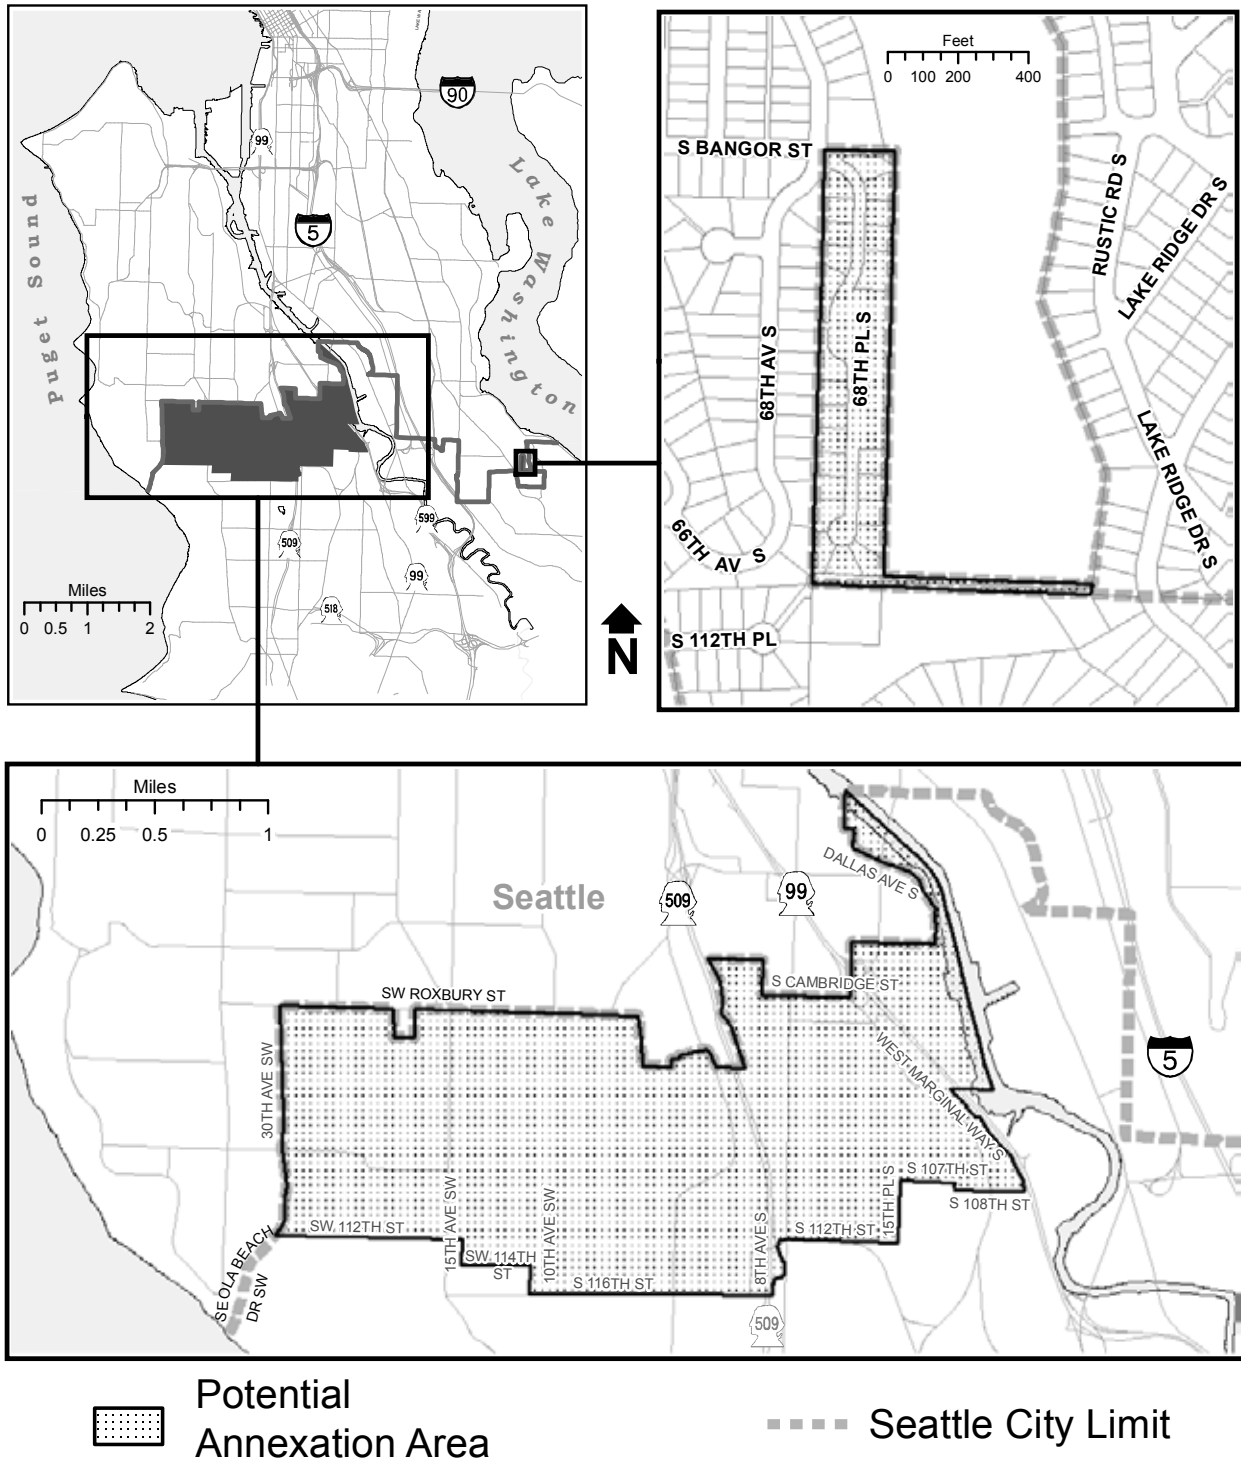 90
99
5
Puget Sound
Lake Washington
599
509
99
518
Miles
0 0.5 1 2
N
Feet
0 100 200 400
S BANGOR ST
RUSTIC RD S
LAKE RIDGE DR S
68TH AV S
68TH PL S
LAKE RIDGE DR S
66TH AV S
S 112TH PL
Miles
0 0.25 0.5 1
Seattle
509
99
DALLAS AVE S
S CAMBRIDGE ST
SW ROXBURY ST
WEST MARGINAL WAY S
5
30TH AVE SW
S 107TH ST
S 108TH ST
15TH PL S
15TH AVE SW
10TH AVE SW
8TH AVE S
SW 112TH ST
S 112TH ST
SW 114TH
ST
S 116TH ST
SEOLA BEACH
DR SW
509
Potential
Annexation Area
Seattle City Limit